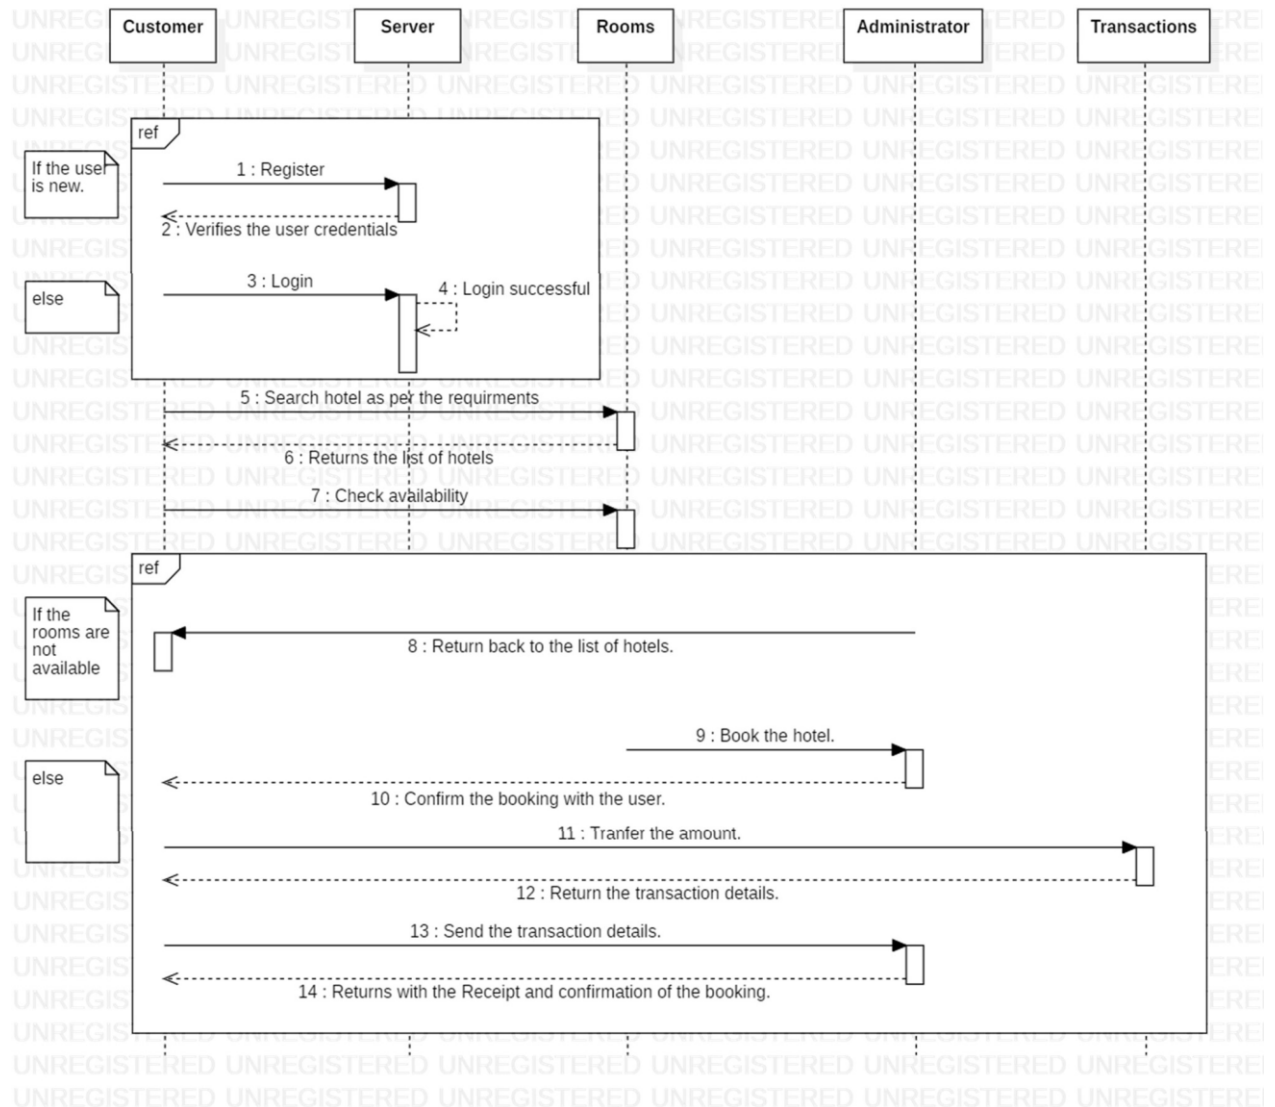 Customer
Server
Rooms
Administrator
Transactions
ref
If the user
is new.
1 : Register
2 : Verifies the user credentials
else
3 : Login
4 : Login successful
5 : Search hotel as per the requirments
6 : Returns the list of hotels
7 : Check availability
ref
If the
rooms are
not
available
8 : Return back to the list of hotels.
9 : Book the hotel.
else
10 : Confirm the booking with the user.
11 : Tranfer the amount.
12 : Return the transaction details.
13 : Send the transaction details.
14 : Returns with the Receipt and confirmation of the booking.
UNREGISTERED